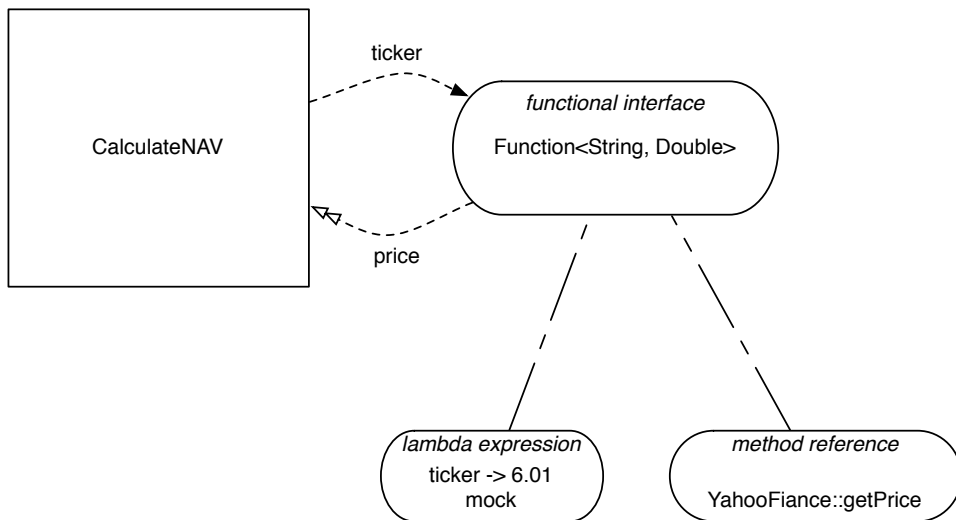 ticker
functional interface
CalculateNAV
Function<String, Double>
price
lambda expression
ticker -> 6.01
mock
method reference
YahooFiance::getPrice